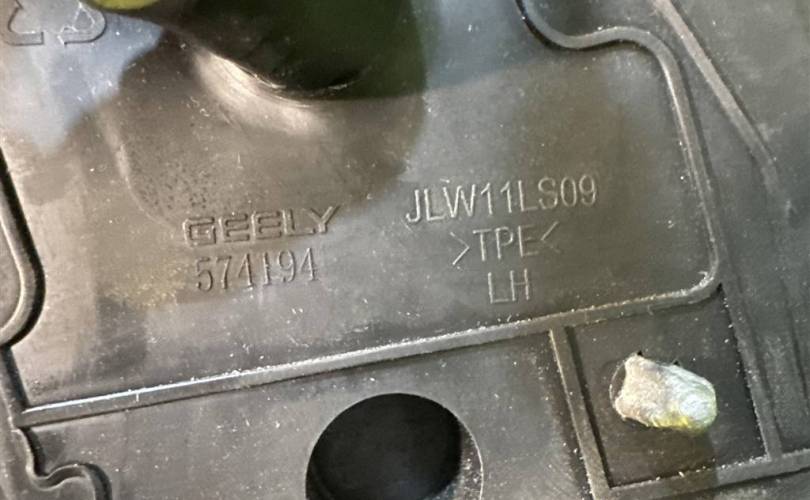 GEELY
574194
JLW11LS09
>TPE<
LH